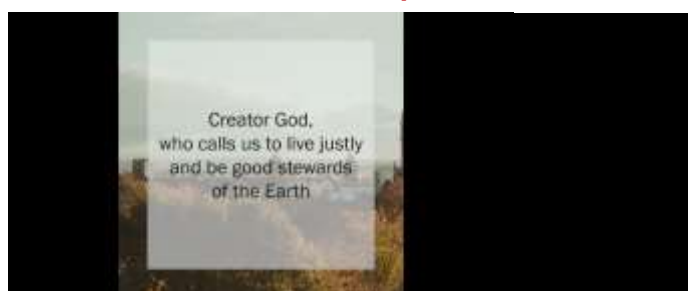 Creator God,
who calls us to live justly
and be good stewards
of the Earth